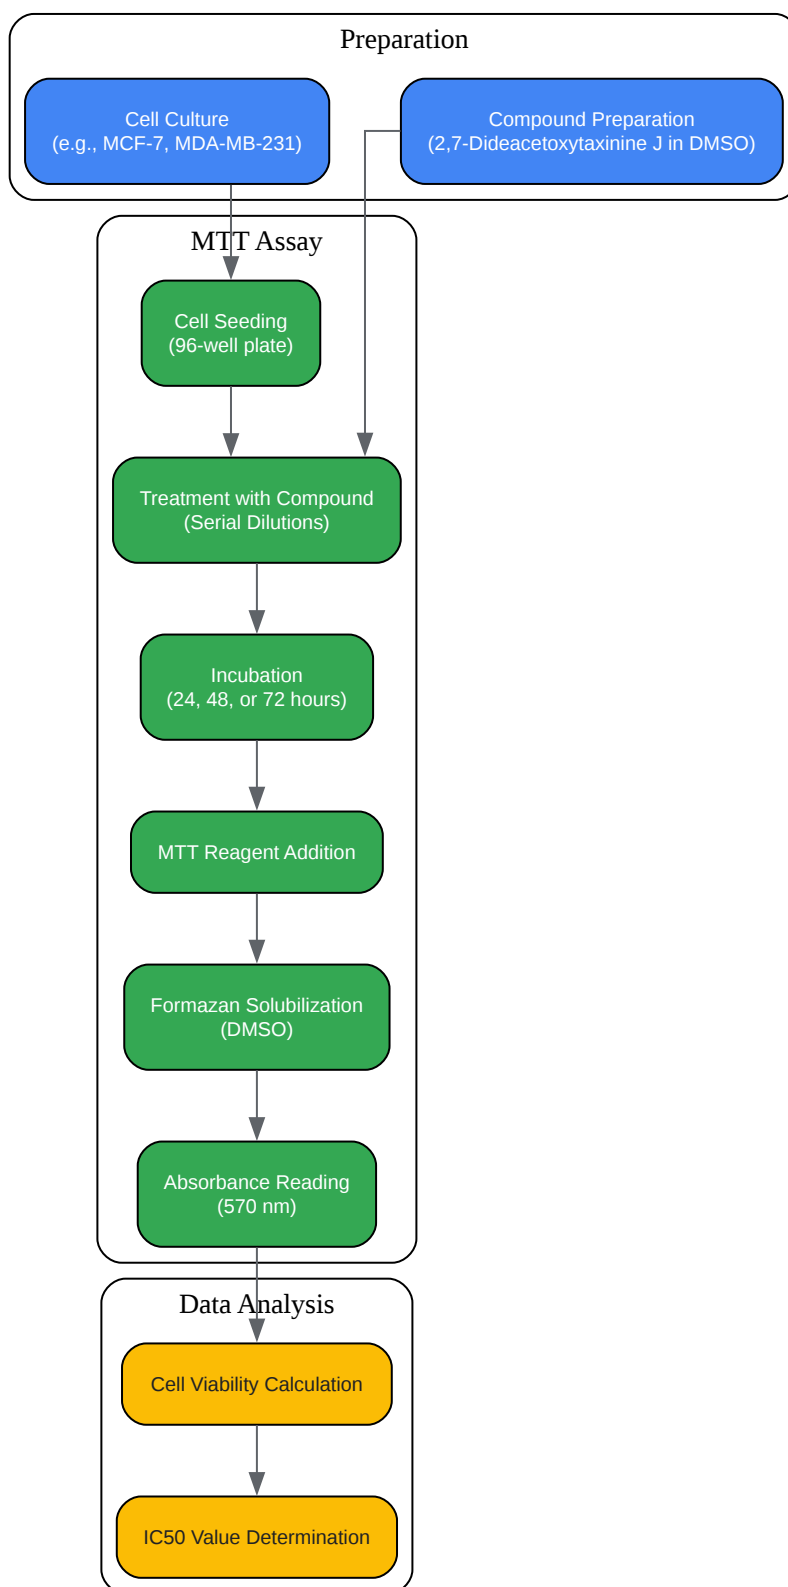 Preparation
Cell Culture
(e.g., MCF-7, MDA-MB-231)
Compound Preparation
(2,7-Dideacetoxytaxinine J in DMSO)
MTT Assay
Cell Seeding
(96-well plate)
Treatment with Compound
(Serial Dilutions)
Incubation
(24, 48, or 72 hours)
MTT Reagent Addition
Formazan Solubilization
(DMSO)
Absorbance Reading
(570 nm)
Data Analysis
Cell Viability Calculation
IC50 Value Determination